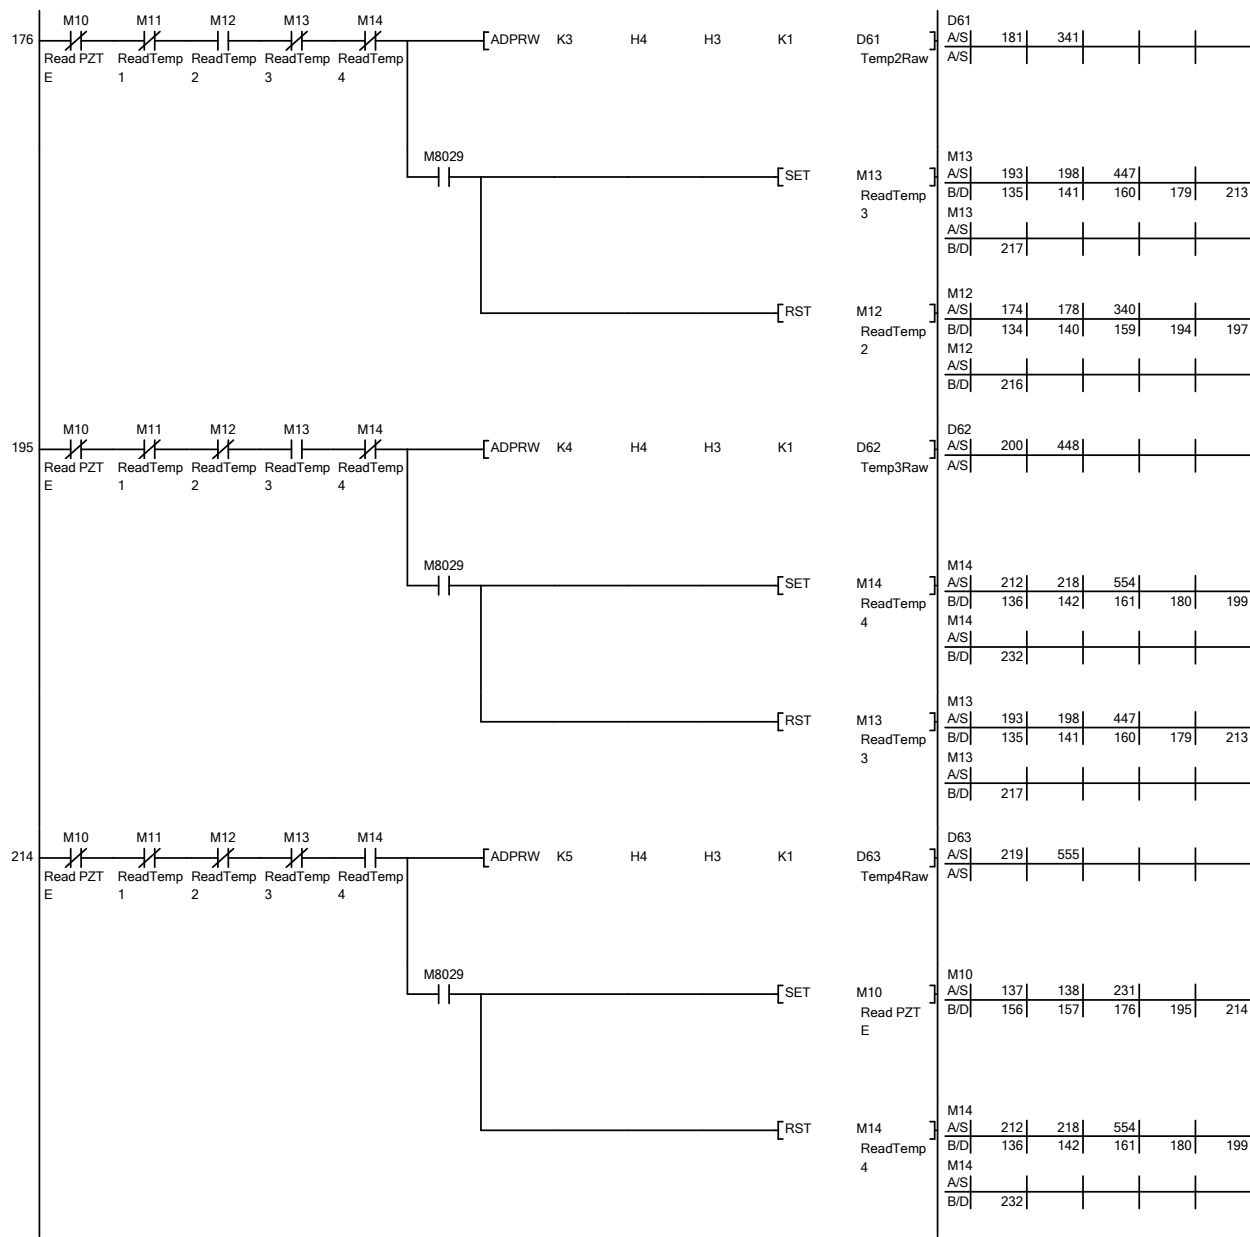 M10 M11 M12 M13 M14 D61
176 ADPRW K3 H4 H3 K1 D61 A/S 181 341
Read PZT ReadTemp ReadTemp ReadTemp ReadTemp Temp2Raw A/S
E 1 2 3 4
M8029 M13
SET M13 A/S 193 198 447
ReadTemp B/D 135 141 160 179 213
3 M13
A/S
B/D 217
M12
RST M12 A/S 174 178 340
ReadTemp B/D 134 140 159 194 197
2 M12
A/S
B/D 216
M10 M11 M12 M13 M14 D62
195 ADPRW K4 H4 H3 K1 D62 A/S 200 448
Read PZT ReadTemp ReadTemp ReadTemp ReadTemp Temp3Raw A/S
E 1 2 3 4
M8029 M14
SET M14 A/S 212 218 554
ReadTemp B/D 136 142 161 180 199
4 M14
A/S
B/D 232
M13
RST M13 A/S 193 198 447
ReadTemp B/D 135 141 160 179 213
3 M13
A/S
B/D 217
M10 M11 M12 M13 M14 D63
214 ADPRW K5 H4 H3 K1 D63 A/S 219 555
Read PZT ReadTemp ReadTemp ReadTemp ReadTemp Temp4Raw A/S
E 1 2 3 4
M8029 M10
SET M10 A/S 137 138 231
Read PZT B/D 156 157 176 195 214
E
M14
RST M14 A/S 212 218 554
ReadTemp B/D 136 142 161 180 199
4 M14
A/S
B/D 232